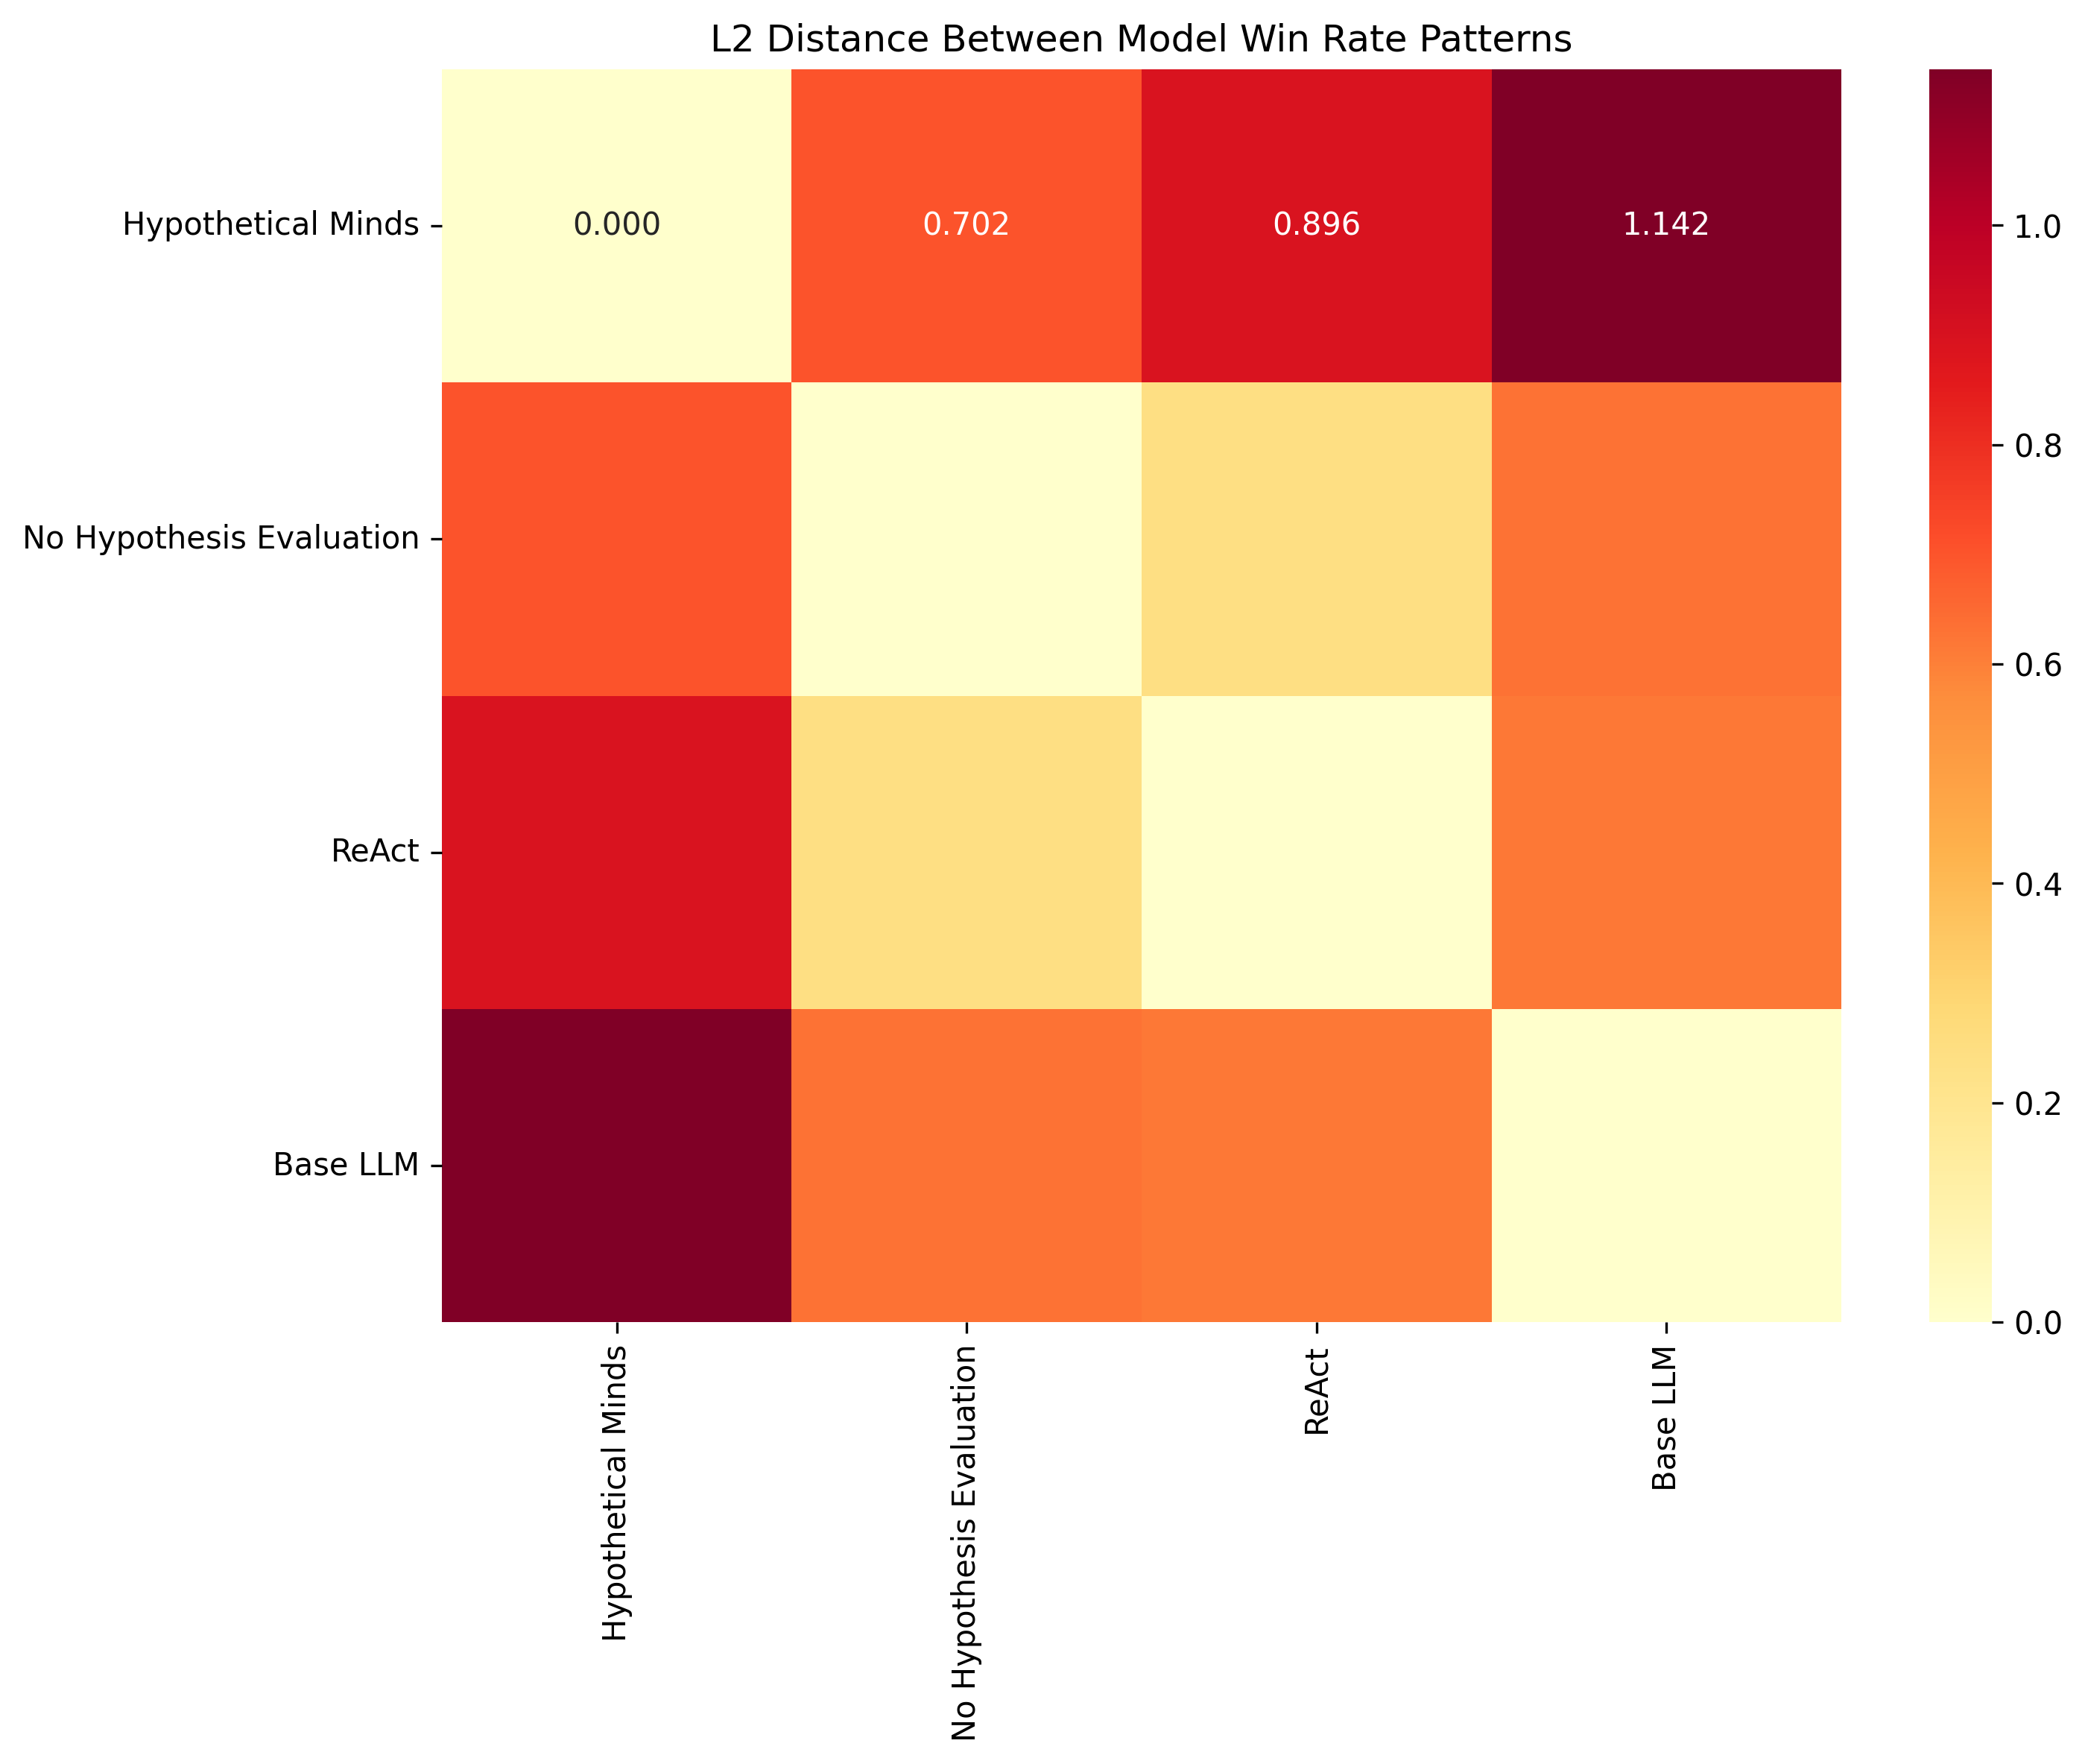 L2 Distance Between Model Win Rate Patterns
Hypothetical Minds
0.000
0.702
0.896
1.142
No Hypothesis Evaluation
ReAct
Base LLM
Hypothetical Minds
No Hypothesis Evaluation
ReAct
Base LLM
1.0
0.8
0.6
0.4
0.2
0.0